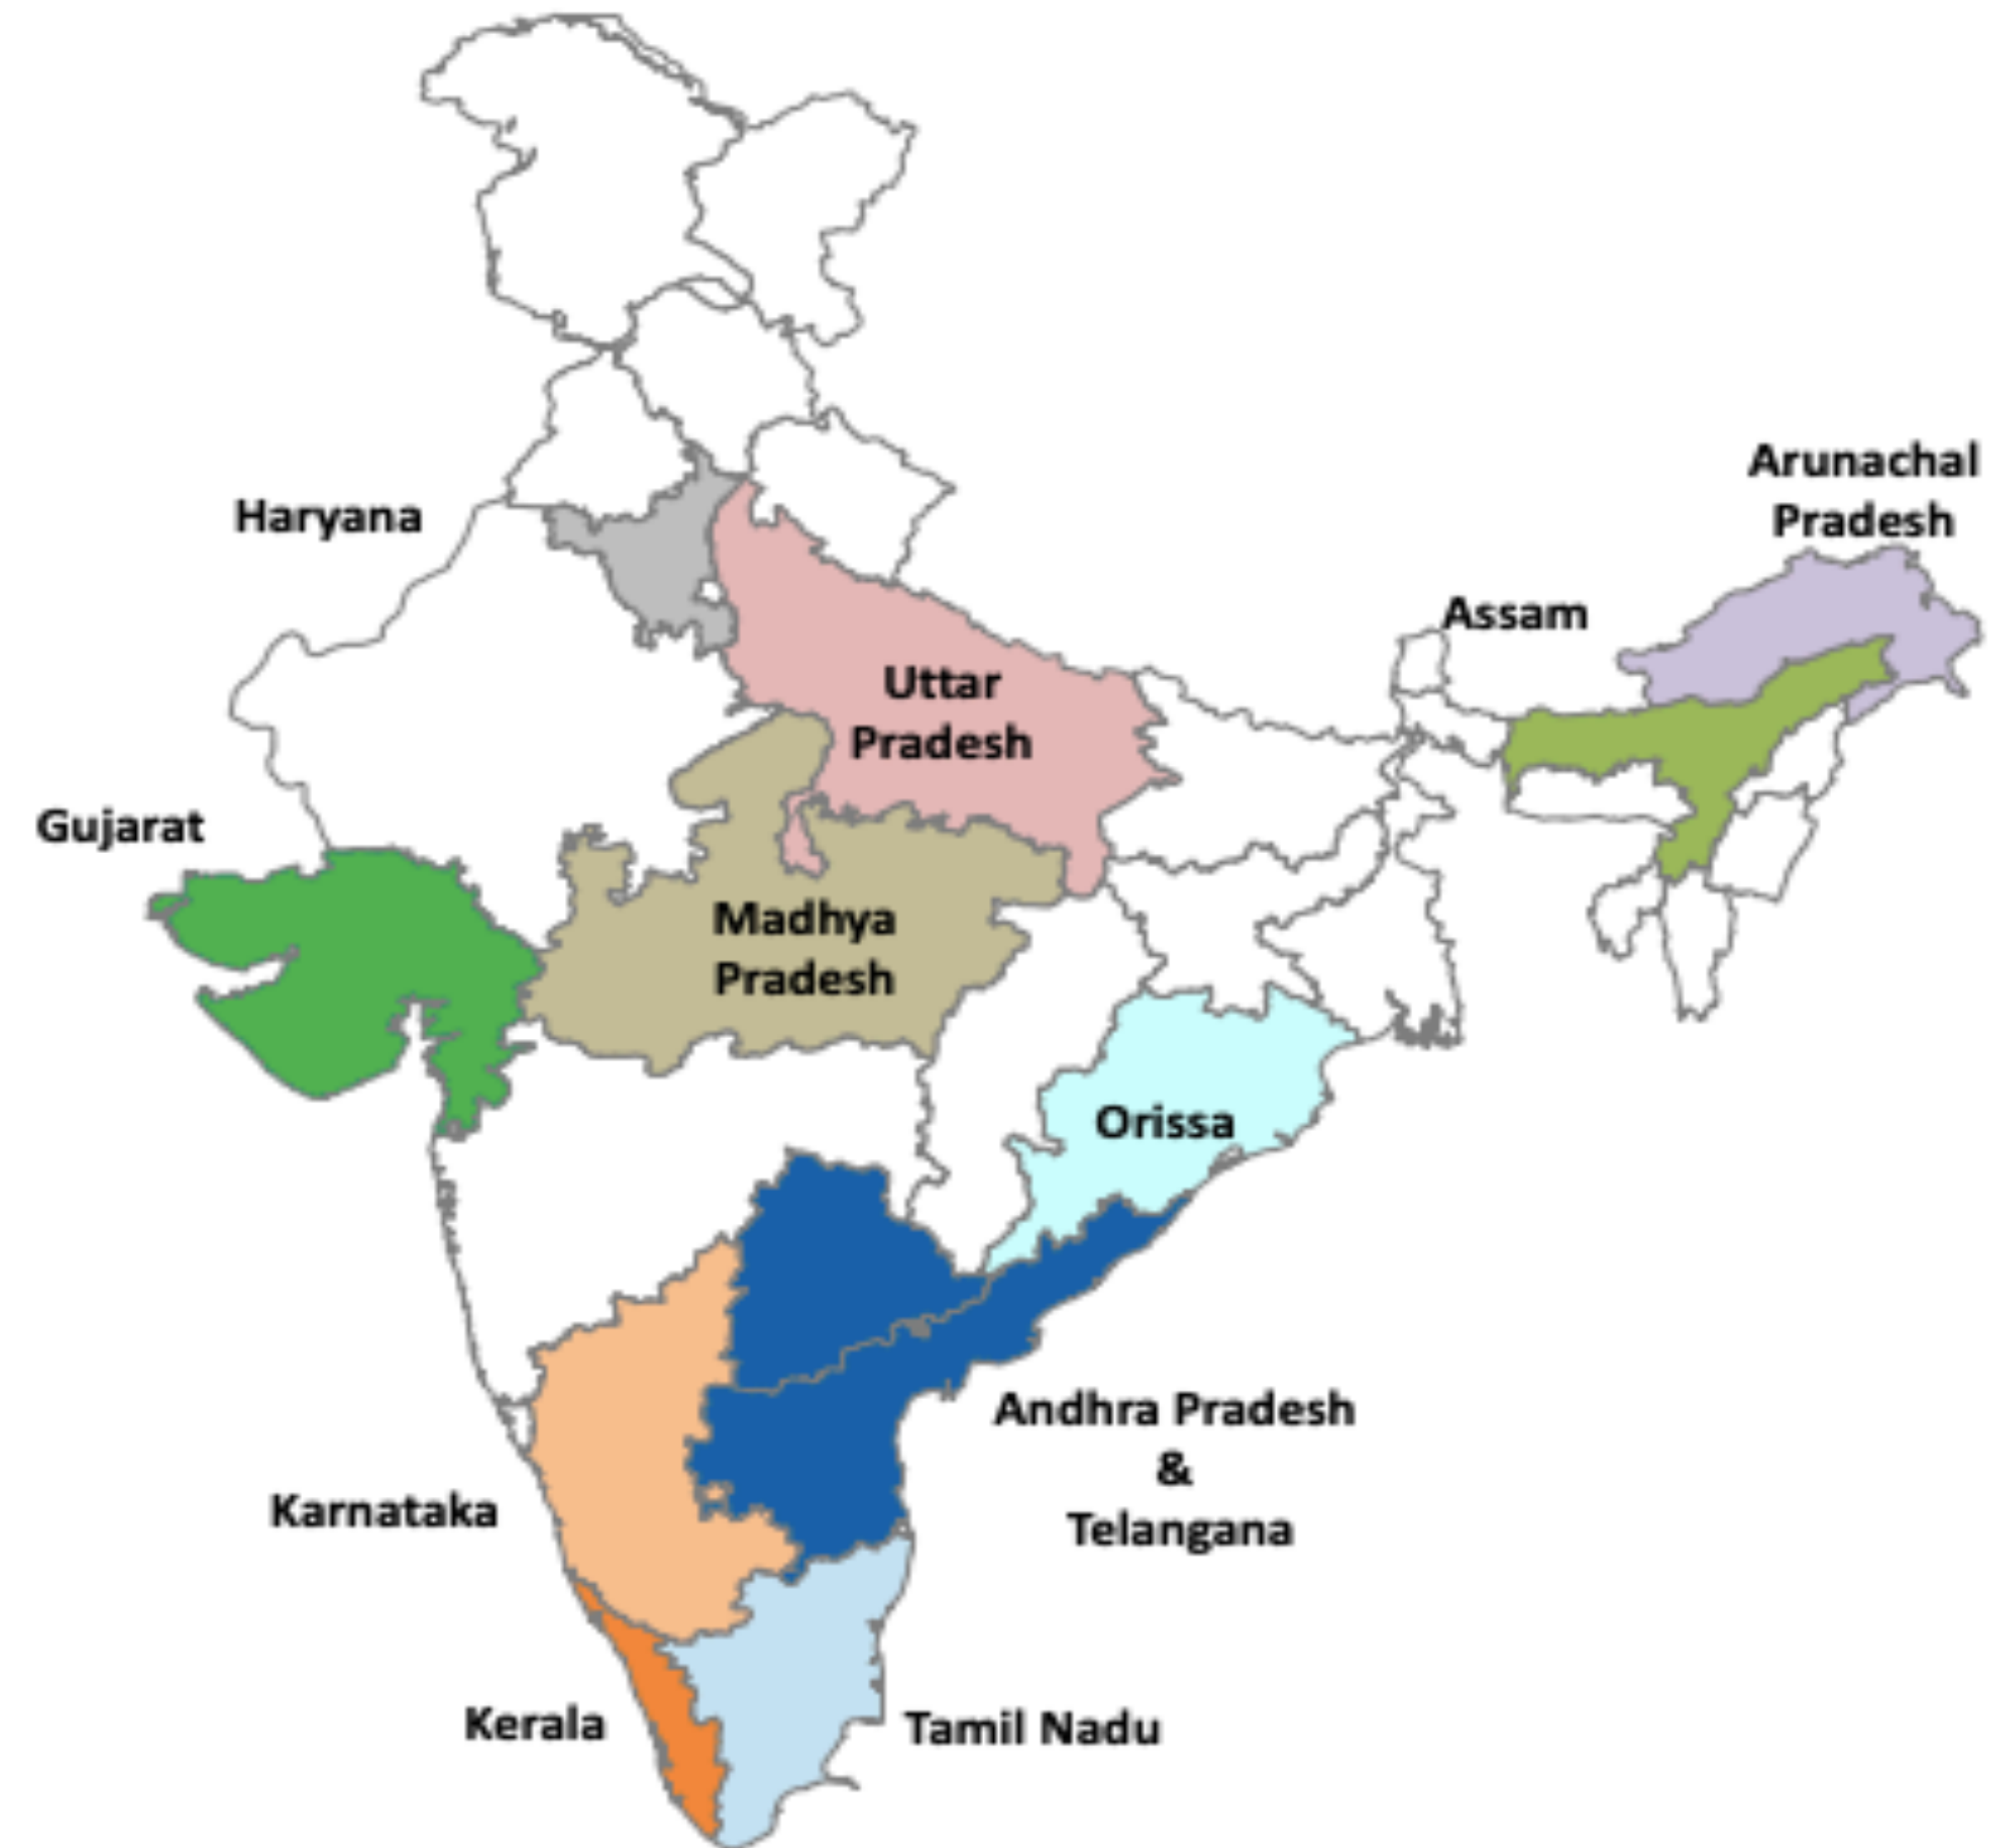 Arunachal
Pradesh
Haryana
Assam
Uttar
Pradesh
Gujarat
Madhya
Pradesh
Orissa
Andhra Pradesh
&
Telangana
Karnataka
Kerala
Tamil Nadu